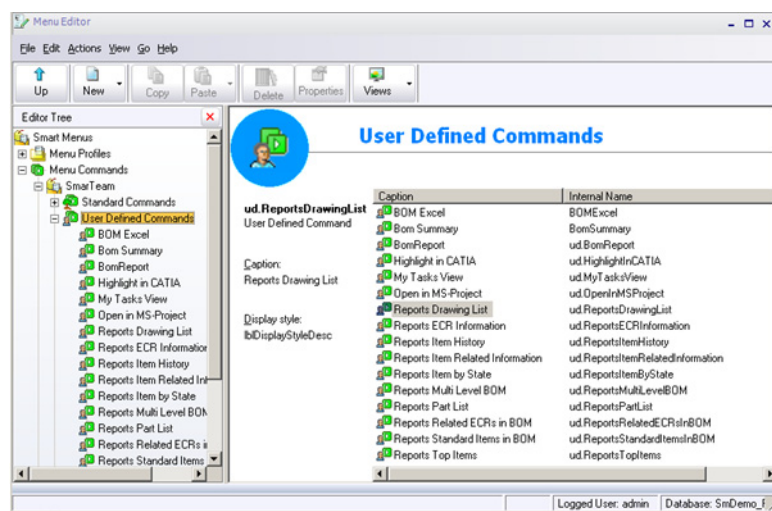 Menu Editor
File Edit Actions View Go Help
Up New Copy Paste Delete Properties Views
Editor Tree
Smart Menus
Menu Profiles
Menu Commands
SmarTeam
Standard Commands
User Defined Commands
BOM Excel
Bom Summary
BomReport
Highlight in CATIA
My Tasks View
Open in MS-Project
Reports Drawing List
Reports ECR Information
Reports Item History
Reports Item Related Inf
Reports Item by State
Reports Multi Level BOM
Reports Part List
Reports Related ECRs i
Reports Standard Items
User Defined Commands
ud.ReportsDrawingList
User Defined Command
Caption:
Reports Drawing List
Display style:
lblDisplayStyleDesc
Caption Internal Name
BOM Excel BOMExcel
Bom Summary BomSummary
BomReport ud.BomReport
Highlight in CATIA ud.HighlightInCATIA
My Tasks View ud.MyTasksView
Open in MS-Project ud.OpenInMSProject
Reports Drawing List ud.ReportsDrawingList
Reports ECR Information ud.ReportsECRInformation
Reports Item History ud.ReportsItemHistory
Reports Item Related Information ud.ReportsItemRelatedInformation
Reports Item by State ud.ReportsItemByState
Reports Multi Level BOM ud.ReportsMultiLevelBOM
Reports Part List ud.ReportsPartList
Reports Related ECRs in BOM ud.ReportsRelatedECRsInBOM
Reports Standard Items in BOM ud.ReportsStandardItemsInBOM
Reports Top Items ud.ReportsTopItems
Logged User: admin Database: SmDemo_